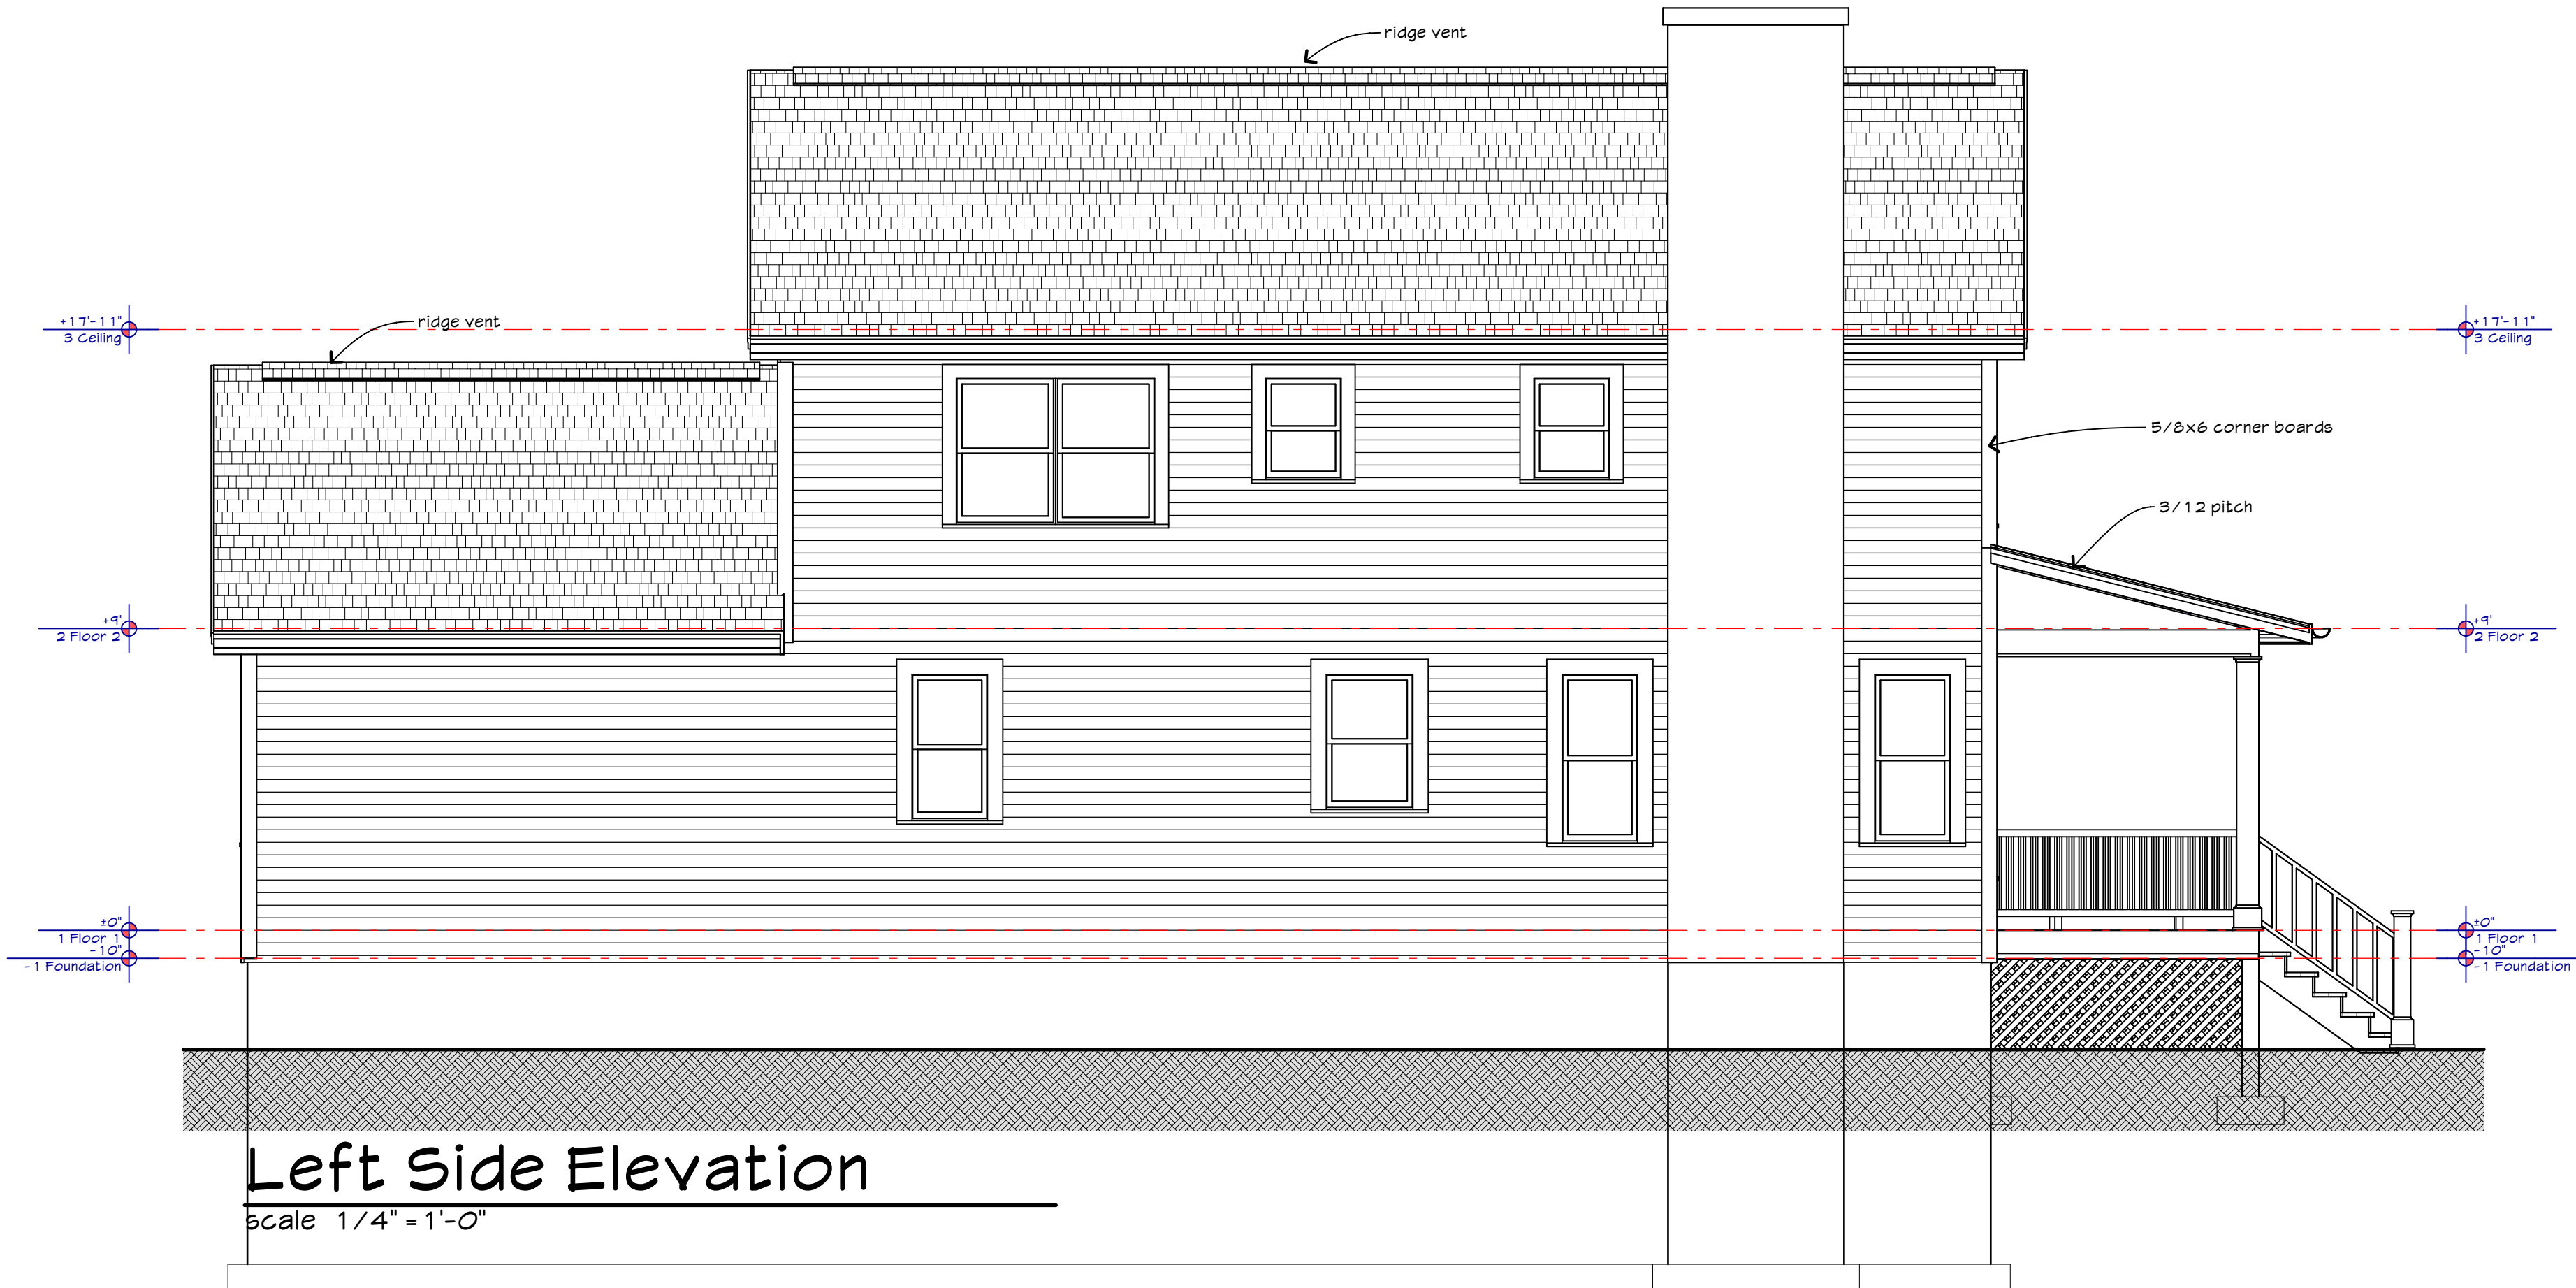 ridge vent
+17'-11"
3 Ceiling
ridge vent
+17'-11"
3 Ceiling
5/8x6 corner boards
3/12 pitch
+9'
2 Floor 2
+9'
2 Floor 2
±0"
1 Floor 1
-10"
-1 Foundation
±0"
1 Floor 1
-10"
-1 Foundation
Left Side Elevation
scale 1/4" = 1'-0"